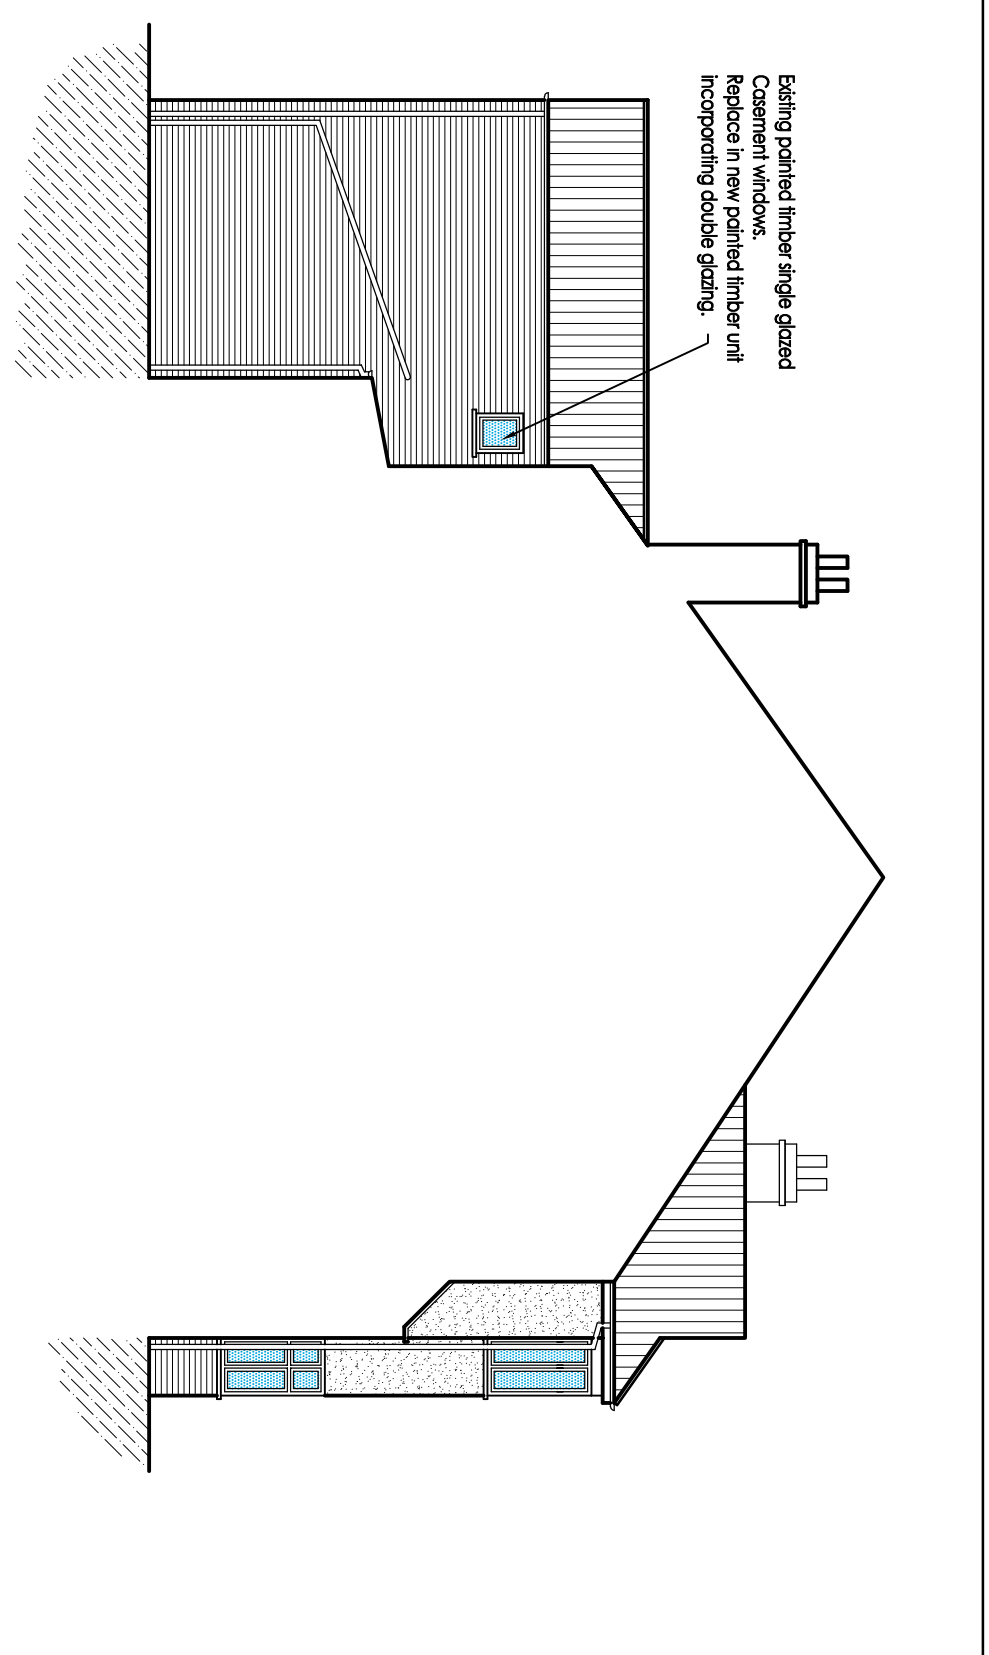 Existing painted timber single glazed
Casement windows.
Replace in new painted timber unit
incorporating double glazing.